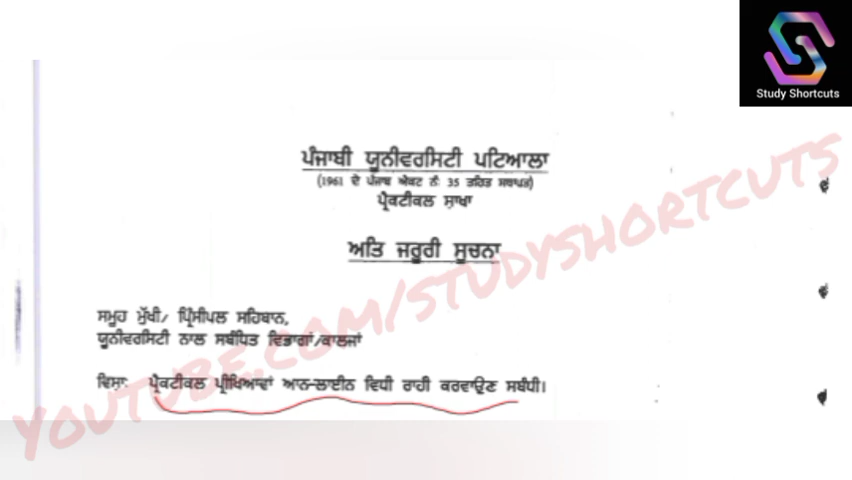 Study Shortcuts
ਪੰਜਾਬੀ ਯੂਨੀਵਰਸਿਟੀ ਪਟਿਆਲਾ
(1961 ਦੇ ਪੰਜਾਬ ਐਕਟ ਨੰ: 35 ਤਹਿਤ ਸਥਾਪਤ)
ਪ੍ਰੈਕਟੀਕਲ ਸ਼ਾਖਾ
ਅਤਿ ਜਰੂਰੀ ਸੂਚਨਾ
ਸਮੂਹ ਮੁੱਖੀ/ ਪ੍ਰਿੰਸੀਪਲ ਸਹਿਬਾਨ,
ਯੂਨੀਵਰਸਿਟੀ ਨਾਲ ਸਬੰਧਿਤ ਵਿਭਾਗਾਂ/ਕਾਲਜਾਂ
ਵਿਸ਼ਾ: ਪ੍ਰੈਕਟੀਕਲ ਪ੍ਰੀਖਿਆਵਾਂ ਆਨ-ਲਾਈਨ ਵਿਧੀ ਰਾਹੀ ਕਰਵਾਉਣ ਸਬੰਧੀ।
YOUTUBE.COM/STUDYSHORTCUTS